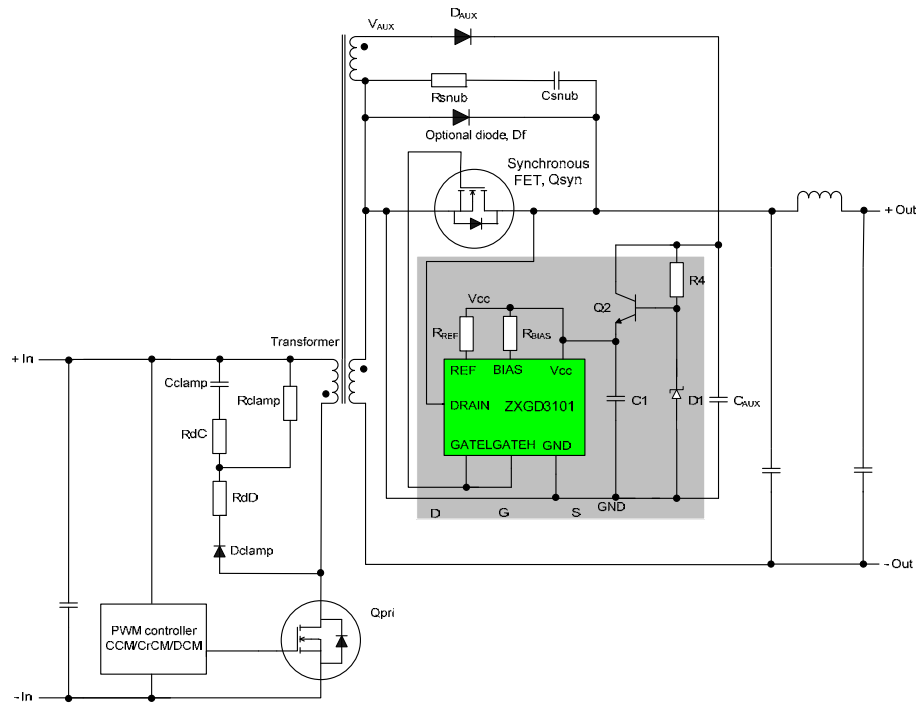 VAUX
DAUX
Rsnub
Csnub
Optional diode, Df
Synchronous
FET, Qsyn
+ Out
R4
Vcc
Q2
RREF
RBIAS
Transformer
+ In
REF
BIAS
Vcc
Cclamp
Rclamp
DRAIN
ZXGD3101
C1
D1
CAUX
RdC
GATEL
GATEH
GND
RdD
D
G
S
GND
Dclamp
- Out
Qpri
PWM controller
CCM/CrCM/DCM
- In